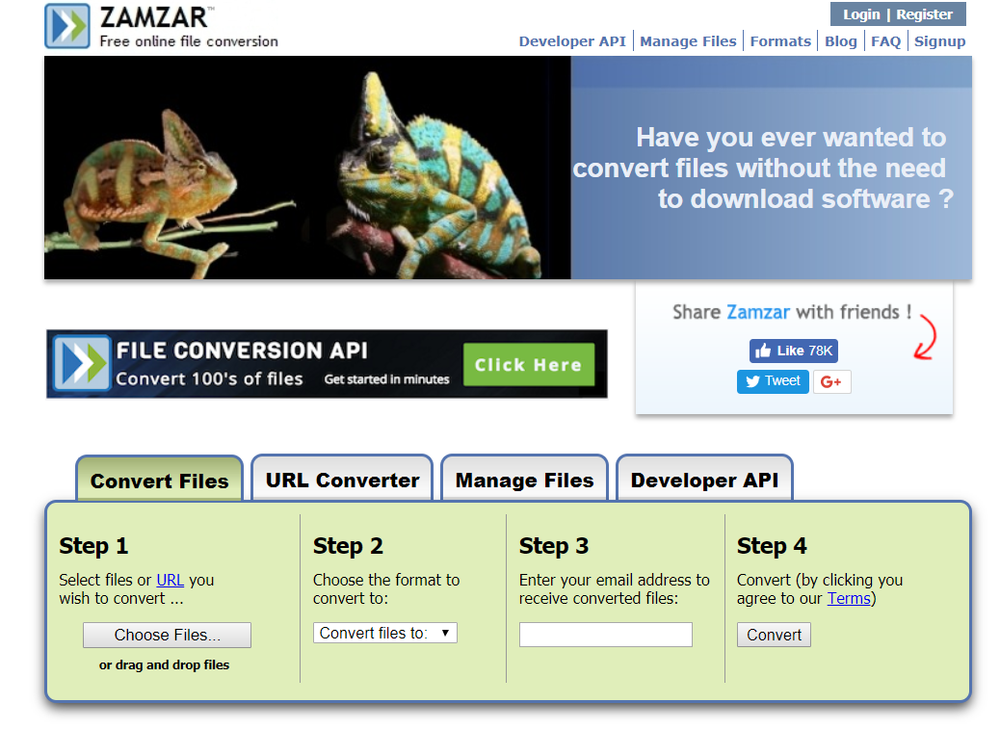 ZAMZAR™
Free online file conversion
Login | Register
Developer API | Manage Files | Formats | Blog | FAQ | Signup
Have you ever wanted to
convert files without the need
to download software ?
Share Zamzar with friends !
Like 78K
Tweet G+
FILE CONVERSION API
Convert 100's of files Get started in minutes
Click Here
Convert Files URL Converter Manage Files Developer API
Step 1
Select files or URL you
wish to convert ...
Choose Files...
or drag and drop files
Step 2
Choose the format to
convert to:
Convert files to:
Step 3
Enter your email address to
receive converted files:
Step 4
Convert (by clicking you
agree to our Terms)
Convert